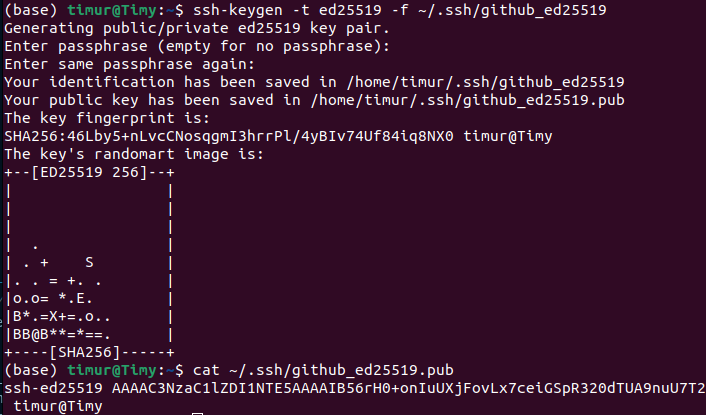 (base) timur@Timy:~$ ssh-keygen -t ed25519 -f ~/.ssh/github_ed25519
Generating public/private ed25519 key pair.
Enter passphrase (empty for no passphrase):
Enter same passphrase again:
Your identification has been saved in /home/timur/.ssh/github_ed25519
Your public key has been saved in /home/timur/.ssh/github_ed25519.pub
The key fingerprint is:
SHA256:46Lby5+nLvcCNosqgmI3hrrPl/4yBIv74Uf84iq8NX0 timur@Timy
The key's randomart image is:
+--[ED25519 256]--+
|                 |
|                 |
|                 |
|  .              |
| . +    S        |
|. . = +. .       |
|o.o= *.E.        |
|B*.=X+=.o..      |
|BB@B**=*==.      |
+----[SHA256]-----+
(base) timur@Timy:~$ cat ~/.ssh/github_ed25519.pub
ssh-ed25519 AAAAC3NzaC1lZDI1NTE5AAAAIB56rH0+onIuUXjFovLx7ceiGSpR320dTUA9nuU7T2
timur@Timy